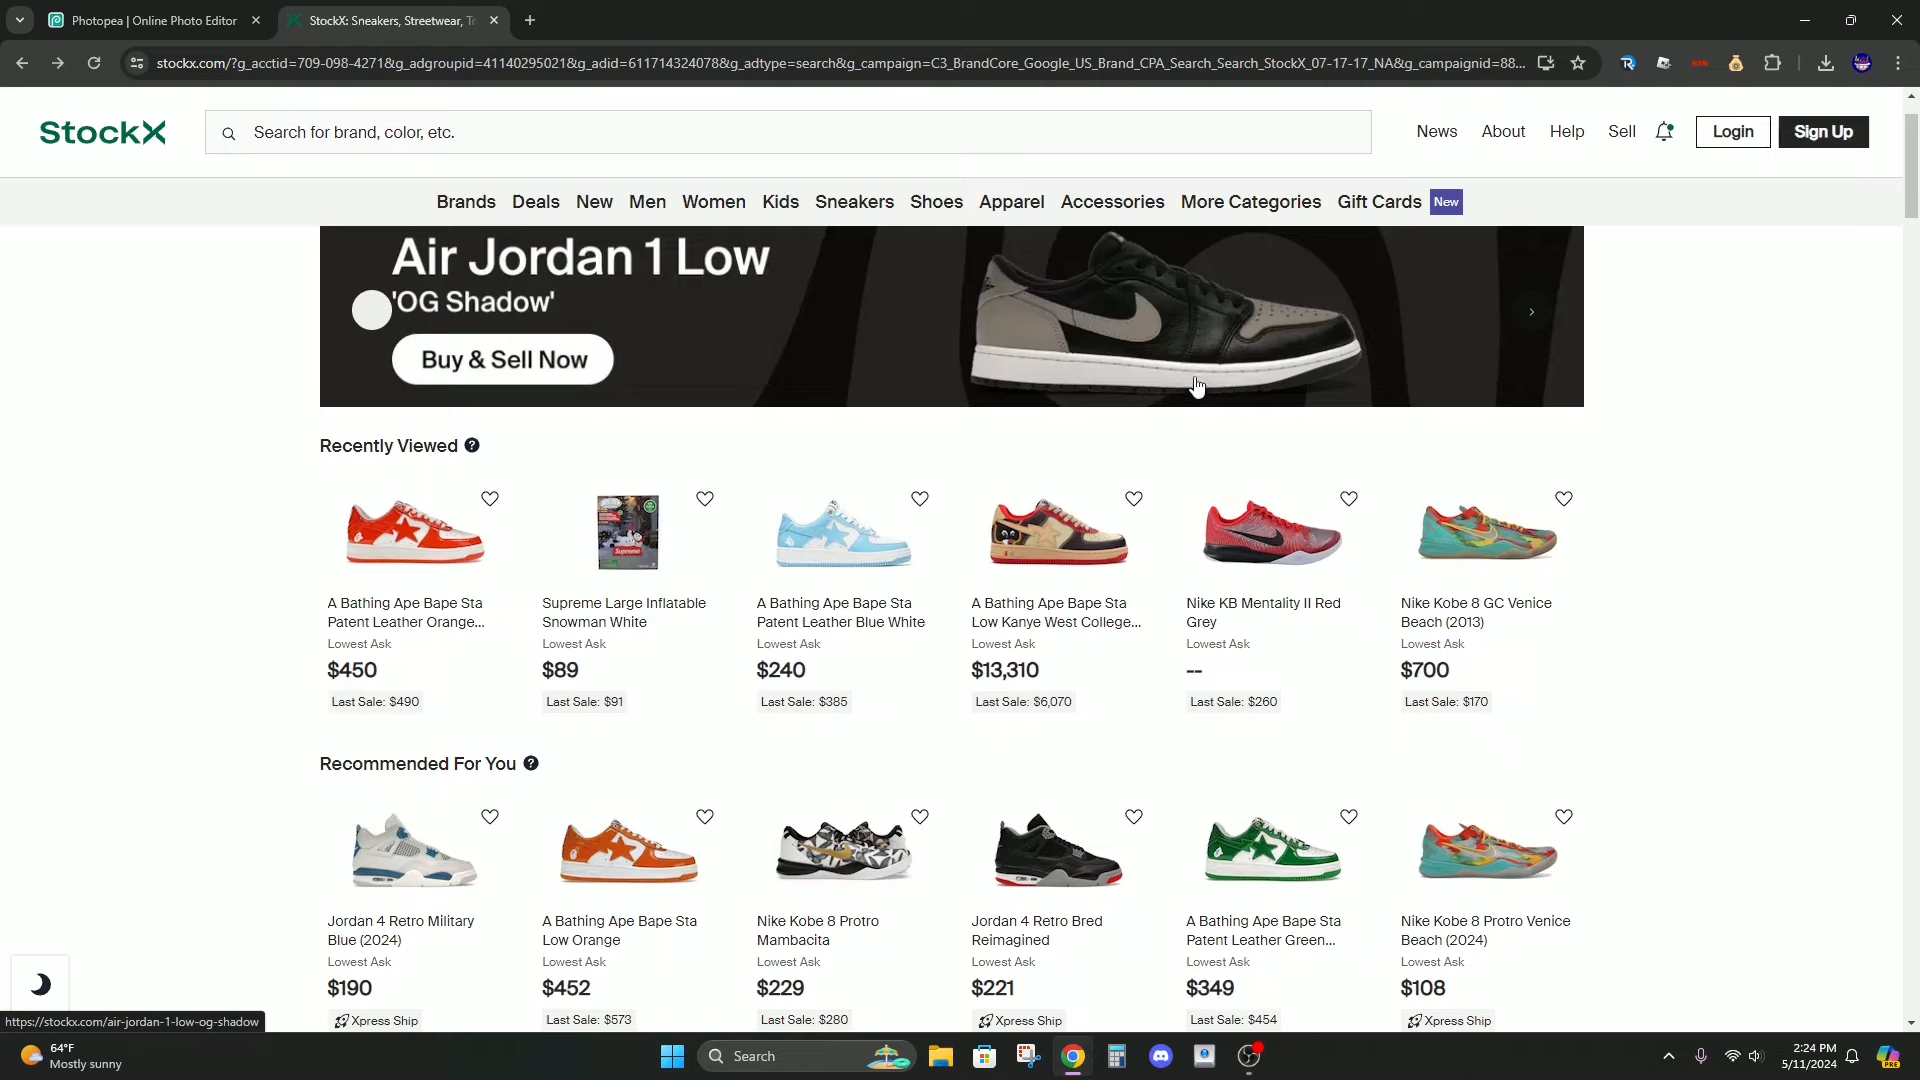 Photopea | Online Photo Editor
StockX: Sneakers, Streetwear, Tr
stockx.com/?g_acctid=709-098-4271&g_adgroupid=41140295021&g_adid=611714324078&g_adtype=search&g_campaign=C3_BrandCore_Google_US_Brand_CPA_Search_Search_StockX_07-17-17_NA&g_campaignid=88...
StockX
Search for brand, color, etc.
News About Help Sell Login Sign Up
Brands Deals New Men Women Kids Sneakers Shoes Apparel Accessories More Categories Gift Cards New
Air Jordan 1 Low
'OG Shadow'
Buy & Sell Now
Recently Viewed ?
A Bathing Ape Bape Sta
Patent Leather Orange...
Lowest Ask
$450
Last Sale: $490
Supreme
Supreme Large Inflatable
Snowman White
Lowest Ask
$89
Last Sale: $91
A Bathing Ape Bape Sta
Patent Leather Blue White
Lowest Ask
$240
Last Sale: $385
A Bathing Ape Bape Sta
Low Kanye West College...
Lowest Ask
$13,310
Last Sale: $6,070
Nike KB Mentality II Red
Grey
Lowest Ask
--
Last Sale: $260
Nike Kobe 8 GC Venice
Beach (2013)
Lowest Ask
$700
Last Sale: $170
Recommended For You ?
Jordan 4 Retro Military
Blue (2024)
Lowest Ask
$190
Xpress Ship
A Bathing Ape Bape Sta
Low Orange
Lowest Ask
$452
Last Sale: $573
Nike Kobe 8 Protro
Mambacita
Lowest Ask
$229
Last Sale: $280
Jordan 4 Retro Bred
Reimagined
Lowest Ask
$221
Xpress Ship
A Bathing Ape Bape Sta
Patent Leather Green...
Lowest Ask
$349
Last Sale: $454
Nike Kobe 8 Protro Venice
Beach (2024)
Lowest Ask
$108
Xpress Ship
https://stockx.com/air-jordan-1-low-og-shadow
64°F
Mostly sunny
Search
2:24 PM
5/11/2024
PRE